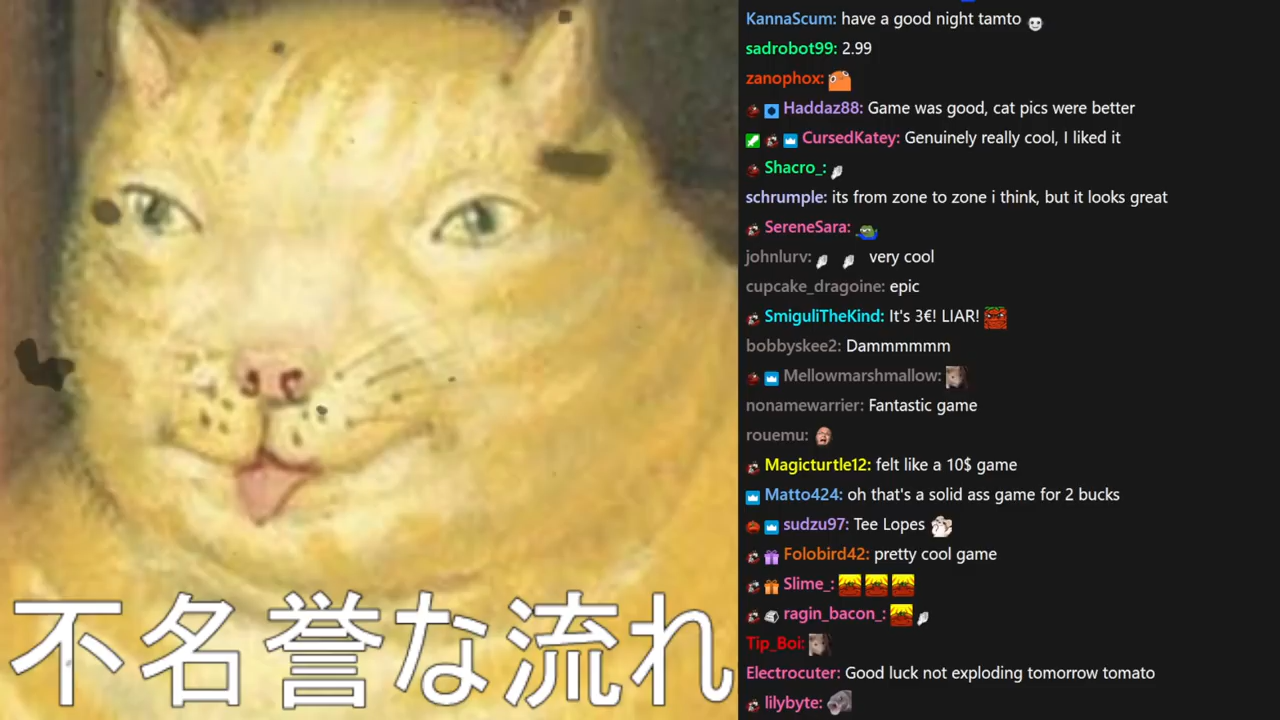 不名誉な流れ
KannaScum: have a good night tamto
sadrobot99: 2.99
zanophox:
Haddaz88: Game was good, cat pics were better
CursedKatey: Genuinely really cool, I liked it
Shacro_:
schrumple: its from zone to zone i think, but it looks great
SereneSara:
johnlurv: very cool
cupcake_dragoine: epic
SmiguliTheKind: It's 3€! LIAR!
bobbyskee2: Dammmmmm
Mellowmarshmallow:
nonamewarrier: Fantastic game
rouemu:
Magicturtle12: felt like a 10$ game
Matto424: oh that's a solid ass game for 2 bucks
sudzu97: Tee Lopes
Folobird42: pretty cool game
Slime_:
ragin_bacon_:
Tip_Boi:
Electrocuter: Good luck not exploding tomorrow tomato
lilybyte: